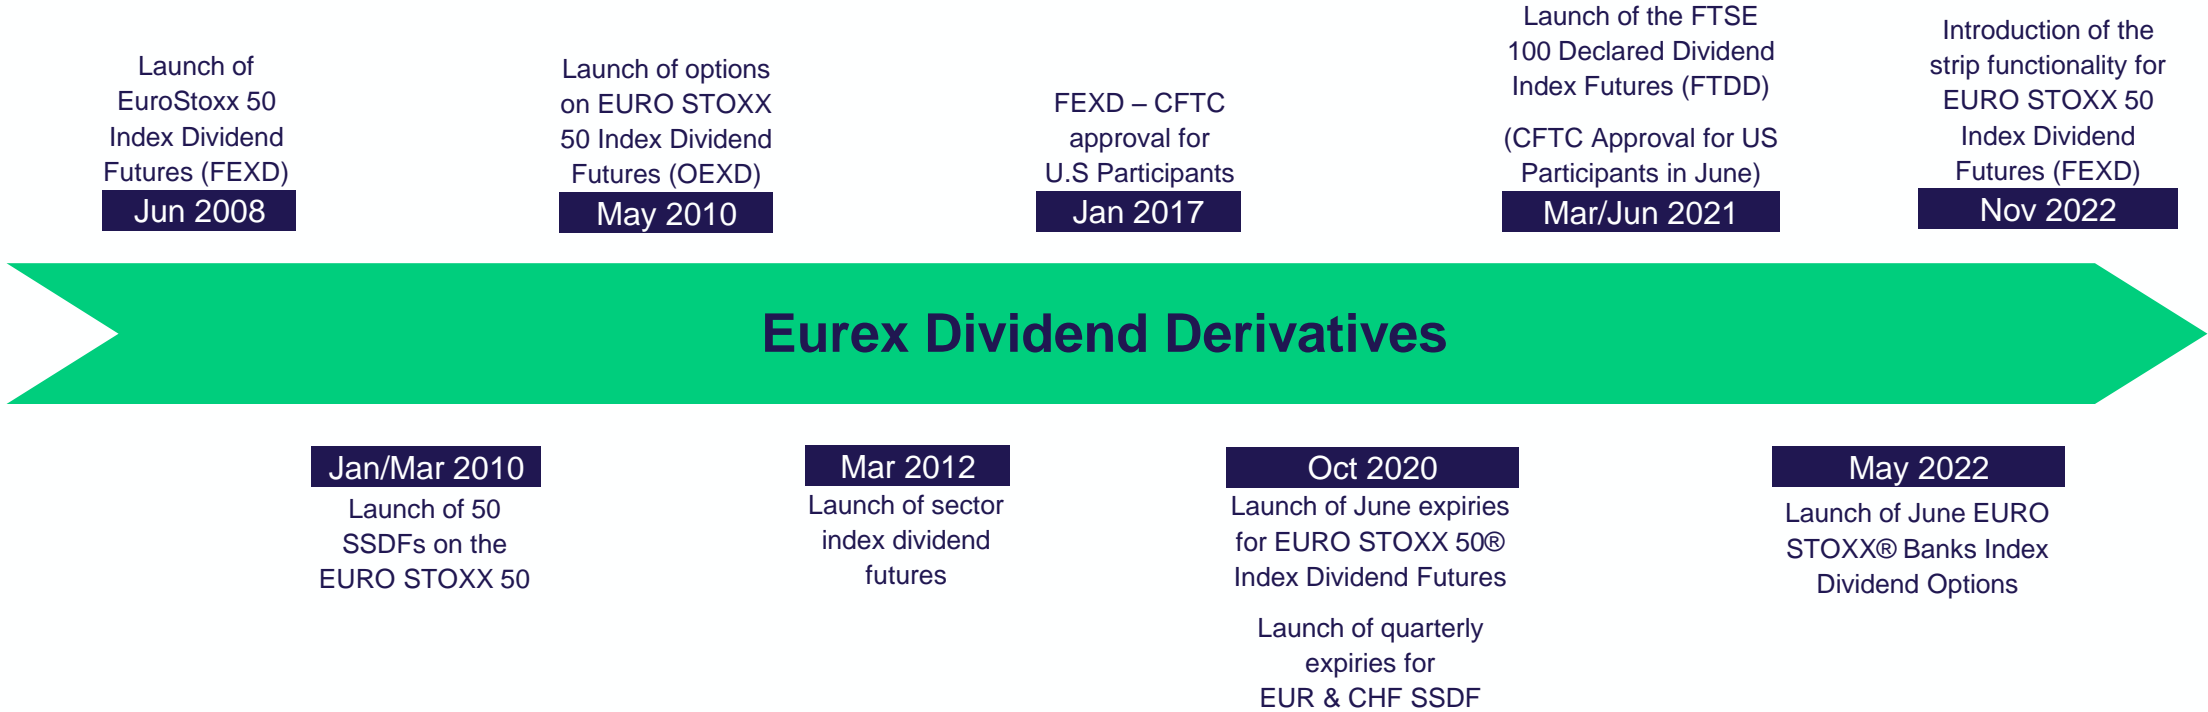 Launch of
EuroStoxx 50
Index Dividend
Futures (FEXD)
Jun 2008
Launch of options
on EURO STOXX
50 Index Dividend
Futures (OEXD)
May 2010
FEXD – CFTC
approval for
U.S Participants
Jan 2017
Launch of the FTSE
100 Declared Dividend
Index Futures (FTDD)
(CFTC Approval for US
Participants in June)
Mar/Jun 2021
Introduction of the
strip functionality for
EURO STOXX 50
Index Dividend
Futures (FEXD)
Nov 2022
Eurex Dividend Derivatives
Jan/Mar 2010
Launch of 50
SSDFs on the
EURO STOXX 50
Mar 2012
Launch of sector
index dividend
futures
Oct 2020
Launch of June expiries
for EURO STOXX 50®
Index Dividend Futures
Launch of quarterly
expiries for
EUR & CHF SSDF
May 2022
Launch of June EURO
STOXX® Banks Index
Dividend Options